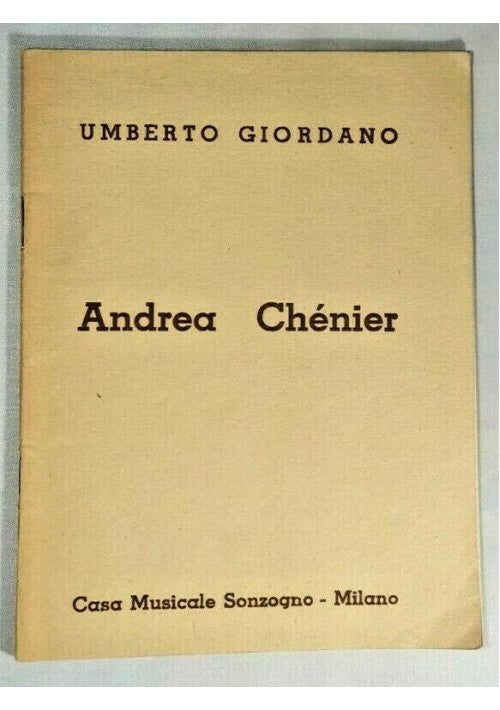 UMBERTO GIORDANO
Andrea Chénier
Casa Musicale Sonzogno - Milano